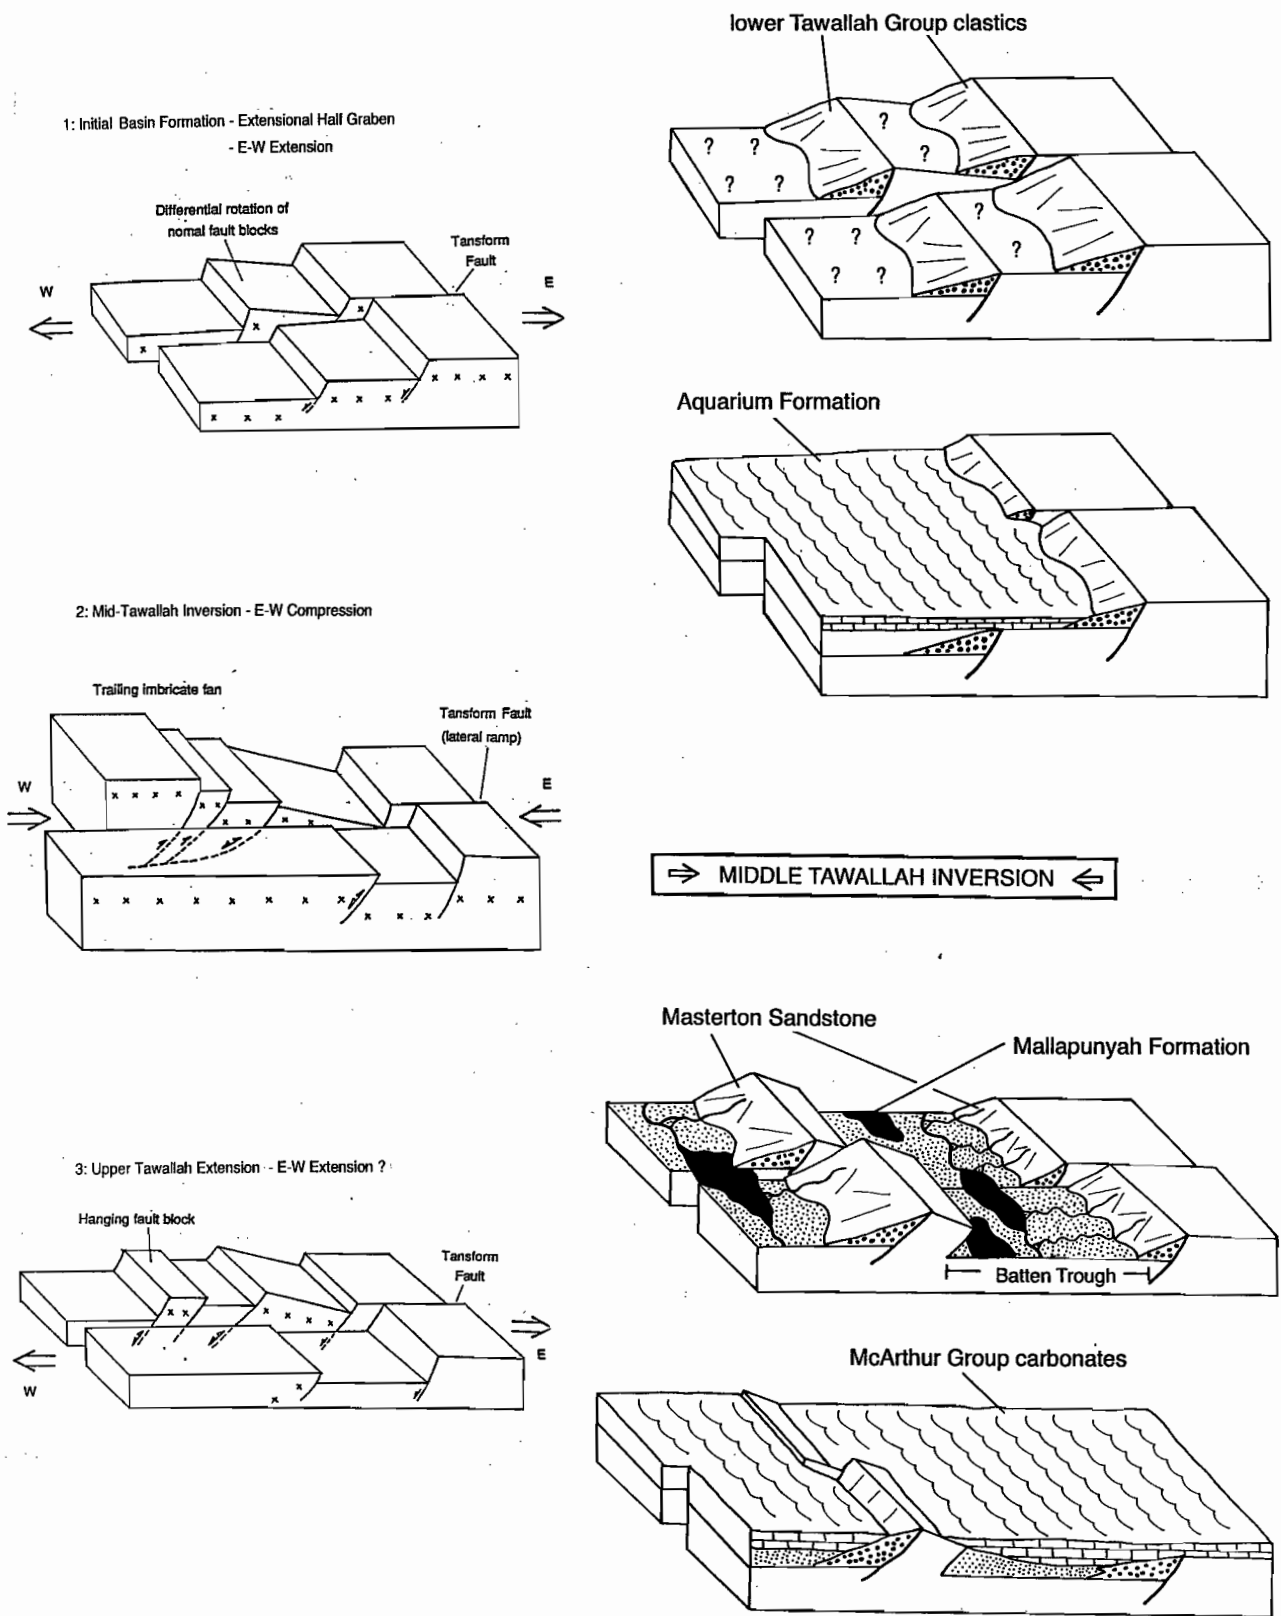 lower Tawallah Group clastics
1: Initial Basin Formation - Extensional Half Graben
- E-W Extension
? ? ? ?
? ?
? ? ? ?
? ?
Differential rotation of
nomal fault blocks
Tansform
Fault
W
E
x x x
x x x x
x x x
x x x
Aquarium Formation
2: Mid-Tawallah Inversion - E-W Compression
Trailing imbricate fan
Tansform Fault
(lateral ramp)
W
E
x x x x
x x
x x x x
x x x x x x x x
x x x
x x x
MIDDLE TAWALLAH INVERSION
Masterton Sandstone
Mallapunyah Formation
3: Upper Tawallah Extension - E-W Extension ?
Hanging fault block
Tansform
Fault
E
W
x x
x x x x
x x
Batten Trough
McArthur Group carbonates